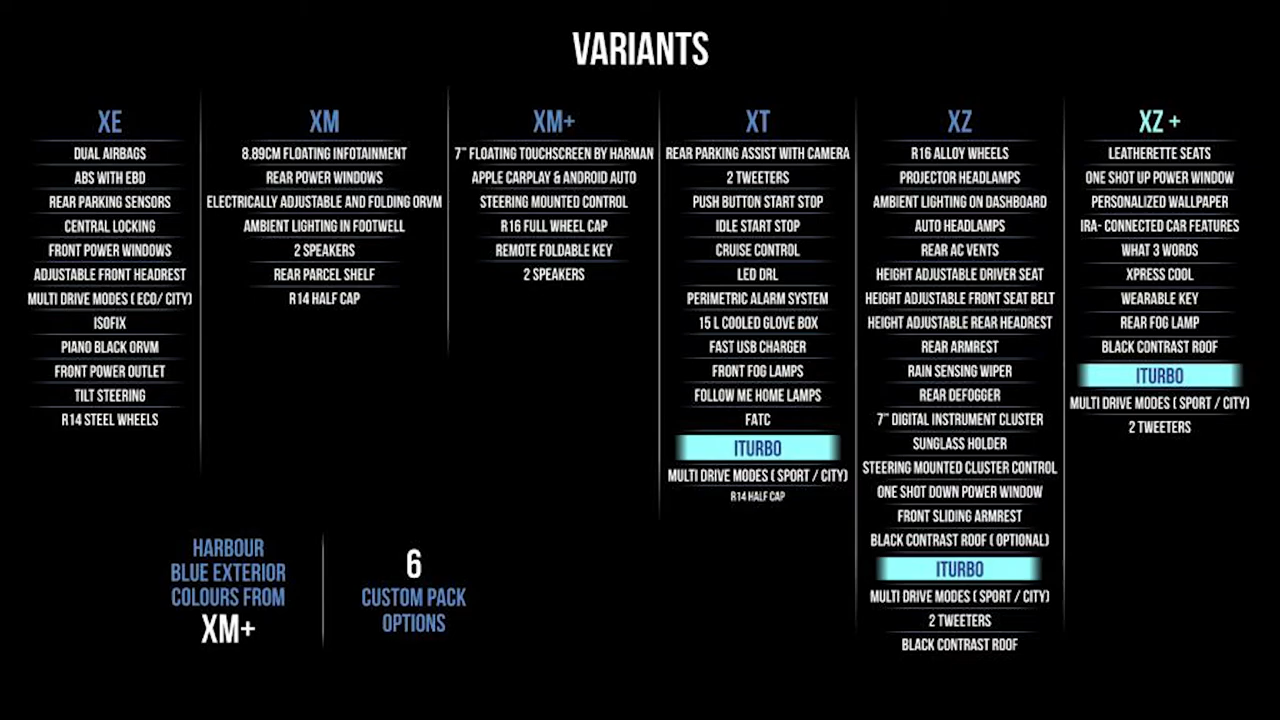 VARIANTS
XE
DUAL AIRBAGS
ABS WITH EBD
REAR PARKING SENSORS
CENTRAL LOCKING
FRONT POWER WINDOWS
ADJUSTABLE FRONT HEADREST
MULTI DRIVE MODES ( ECO/ CITY)
ISOFIX
PIANO BLACK ORVM
FRONT POWER OUTLET
TILT STEERING
R14 STEEL WHEELS
XM
8.89CM FLOATING INFOTAINMENT
REAR POWER WINDOWS
ELECTRICALLY ADJUSTABLE AND FOLDING ORVM
AMBIENT LIGHTING IN FOOTWELL
2 SPEAKERS
REAR PARCEL SHELF
R14 HALF CAP
XM+
7" FLOATING TOUCHSCREEN BY HARMAN
APPLE CARPLAY & ANDROID AUTO
STEERING MOUNTED CONTROL
R16 FULL WHEEL CAP
REMOTE FOLDABLE KEY
2 SPEAKERS
XT
REAR PARKING ASSIST WITH CAMERA
2 TWEETERS
PUSH BUTTON START STOP
IDLE START STOP
CRUISE CONTROL
LED DRL
PERIMETRIC ALARM SYSTEM
15 L COOLED GLOVE BOX
FAST USB CHARGER
FRONT FOG LAMPS
FOLLOW ME HOME LAMPS
FATC
ITURBO
MULTI DRIVE MODES ( SPORT / CITY)
R14 HALF CAP
XZ
R16 ALLOY WHEELS
PROJECTOR HEADLAMPS
AMBIENT LIGHTING ON DASHBOARD
AUTO HEADLAMPS
REAR AC VENTS
HEIGHT ADJUSTABLE DRIVER SEAT
HEIGHT ADJUSTABLE FRONT SEAT BELT
HEIGHT ADJUSTABLE REAR HEADREST
REAR ARMREST
RAIN SENSING WIPER
REAR DEFOGGER
7" DIGITAL INSTRUMENT CLUSTER
SUNGLASS HOLDER
STEERING MOUNTED CLUSTER CONTROL
ONE SHOT DOWN POWER WINDOW
FRONT SLIDING ARMREST
BLACK CONTRAST ROOF ( OPTIONAL)
ITURBO
MULTI DRIVE MODES ( SPORT / CITY)
2 TWEETERS
BLACK CONTRAST ROOF
XZ +
LEATHERETTE SEATS
ONE SHOT UP POWER WINDOW
PERSONALIZED WALLPAPER
IRA- CONNECTED CAR FEATURES
WHAT 3 WORDS
XPRESS COOL
WEARABLE KEY
REAR FOG LAMP
BLACK CONTRAST ROOF
ITURBO
MULTI DRIVE MODES ( SPORT / CITY)
2 TWEETERS
HARBOUR
BLUE EXTERIOR
COLOURS FROM
XM+
6
CUSTOM PACK
OPTIONS